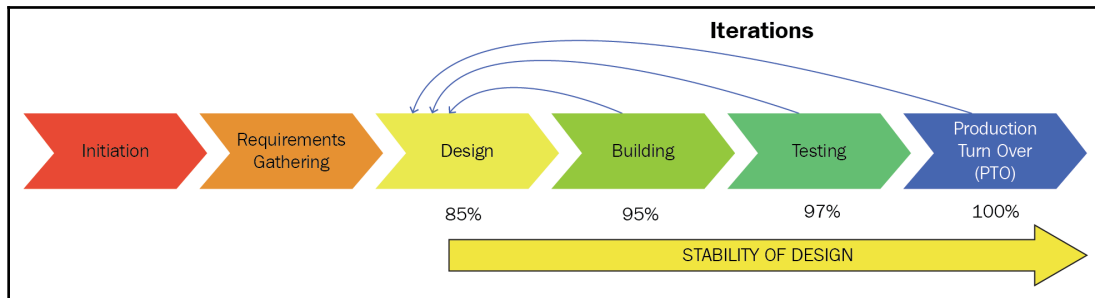 Iterations
Initiation
Requirements
Gathering
Design
Building
Testing
Production
Turn Over
(PTO)
85%
95%
97%
100%
STABILITY OF DESIGN